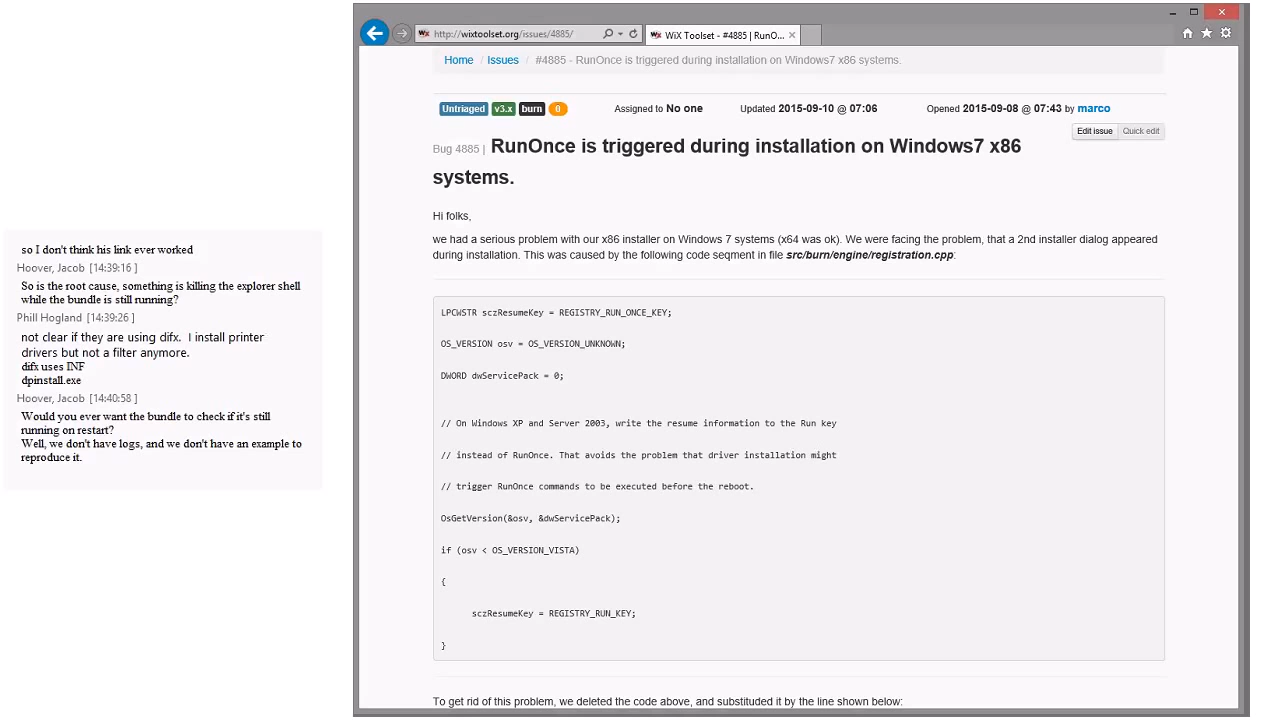 so I don't think his link ever worked
Hoover, Jacob [14:39:16 ]
So is the root cause, something is killing the explorer shell
while the bundle is still running?
Phill Hogland [14:39:26 ]
not clear if they are using difx.  I install printer
drivers but not a filter anymore.
difx uses INF
dpinstall.exe
Hoover, Jacob [14:40:58 ]
Would you ever want the bundle to check if it's still
running on restart?
Well, we don't have logs, and we don't have an example to
reproduce it.
http://wixtoolset.org/issues/4885/
WiX Toolset - #4885 | RunO...
Home / Issues / #4885 - RunOnce is triggered during installation on Windows7 x86 systems.
Untriaged v3.x burn 0 Assigned to No one Updated 2015-09-10 @ 07:06 Opened 2015-09-08 @ 07:43 by marco
Edit issue Quick edit
Bug 4885 | RunOnce is triggered during installation on Windows7 x86
systems.
Hi folks,
we had a serious problem with our x86 installer on Windows 7 systems (x64 was ok). We were facing the problem, that a 2nd installer dialog appeared
during installation. This was caused by the following code seqment in file src/burn/engine/registration.cpp:
LPCWSTR sczResumeKey = REGISTRY_RUN_ONCE_KEY;
OS_VERSION osv = OS_VERSION_UNKNOWN;
DWORD dwServicePack = 0;
// On Windows XP and Server 2003, write the resume information to the Run key
// instead of RunOnce. That avoids the problem that driver installation might
// trigger RunOnce commands to be executed before the reboot.
OsGetVersion(&osv, &dwServicePack);
if (osv < OS_VERSION_VISTA)
{
sczResumeKey = REGISTRY_RUN_KEY;
}
To get rid of this problem, we deleted the code above, and substituded it by the line shown below: